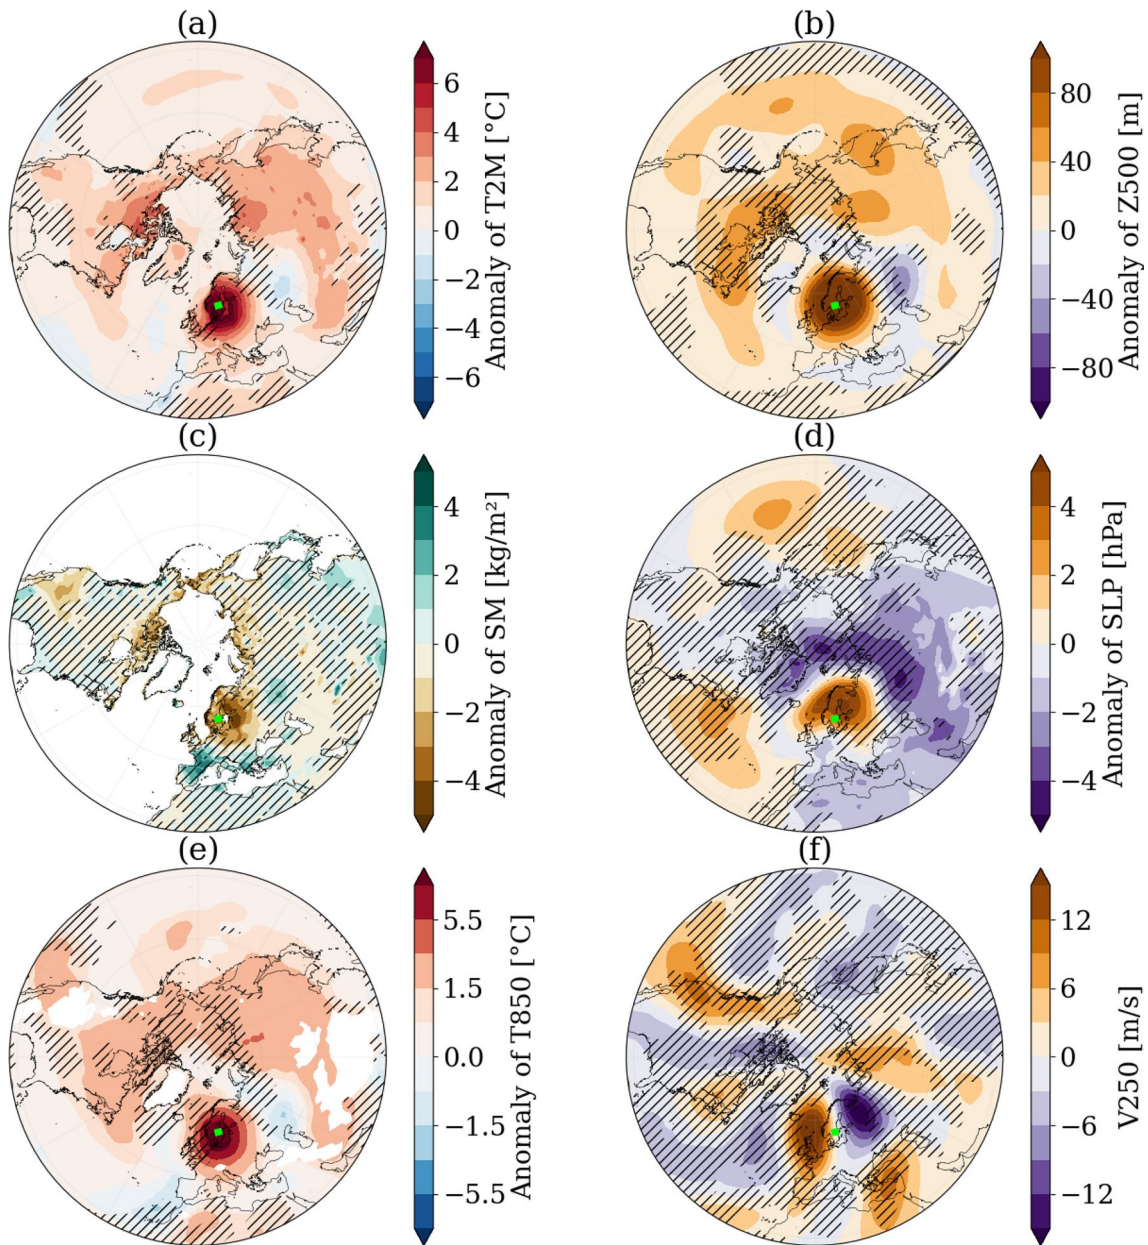 (a)
6
4
2
0
−2
−4
−6
Anomaly of T2M [°C]
(b)
80
40
0
−40
−80
Anomaly of Z500 [m]
(c)
4
2
0
−2
−4
Anomaly of SM [kg/m²]
(d)
4
2
0
−2
−4
Anomaly of SLP [hPa]
(e)
5.5
1.5
0.0
−1.5
−5.5
Anomaly of T850 [°C]
(f)
12
6
0
−6
−12
V250 [m/s]